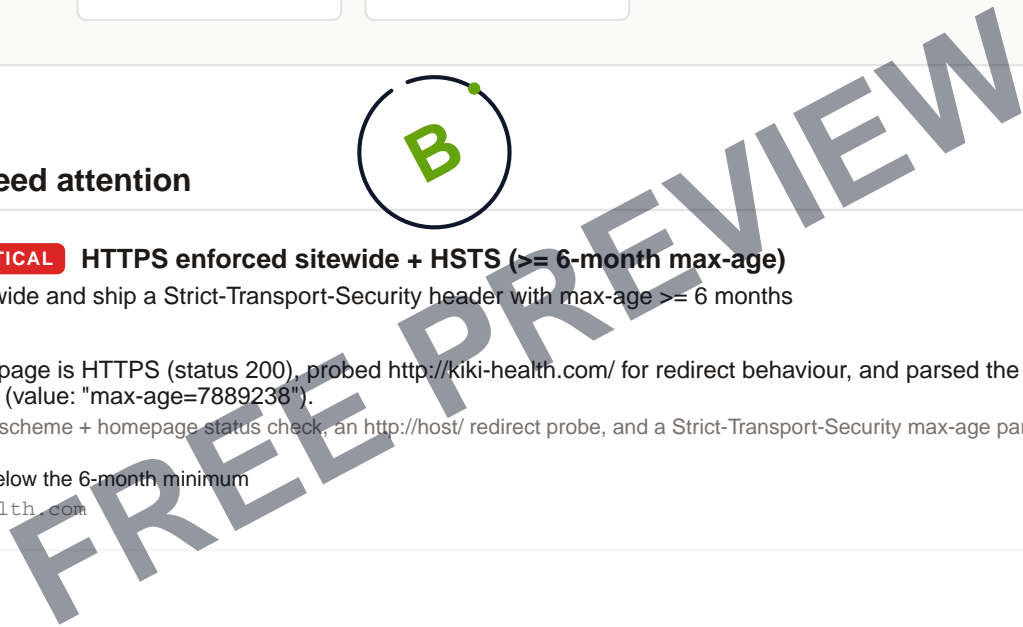 B
eed attention
TICAL HTTPS enforced sitewide + HSTS (>= 6-month max-age)
wide and ship a Strict-Transport-Security header with max-age >= 6 months
page is HTTPS (status 200), probed http://kiki-health.com/ for redirect behaviour, and parsed the
(value: "max-age=7889238").
scheme + homepage status check, an http://host/ redirect probe, and a Strict-Transport-Security max-age par
elow the 6-month minimum
lth.com
FREE PREVIEW